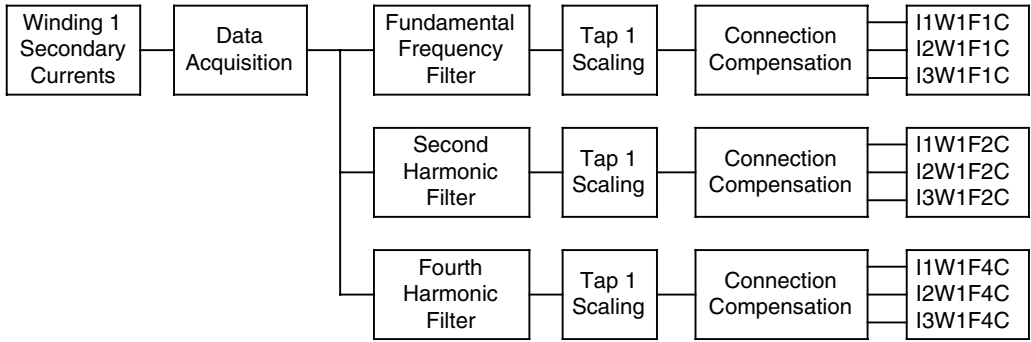 Winding 1
Secondary
Currents
Data
Acquisition
Fundamental
Frequency
Filter
Tap 1
Scaling
Connection
Compensation
I1W1F1C
I2W1F1C
I3W1F1C
Second
Harmonic
Filter
Tap 1
Scaling
Connection
Compensation
I1W1F2C
I2W1F2C
I3W1F2C
Fourth
Harmonic
Filter
Tap 1
Scaling
Connection
Compensation
I1W1F4C
I2W1F4C
I3W1F4C